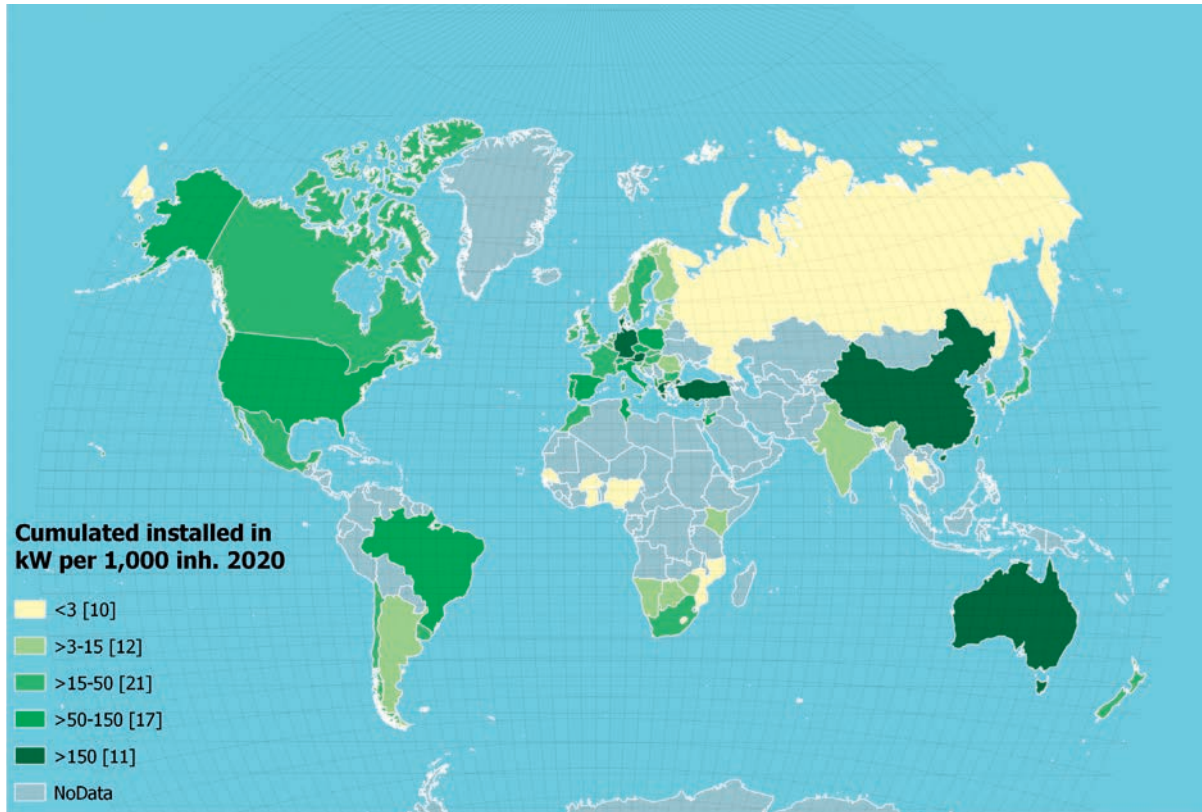 Cumulated installed in
kW per 1,000 inh. 2020
<3 [10]
>3-15 [12]
>15-50 [21]
>50-150 [17]
>150 [11]
NoData